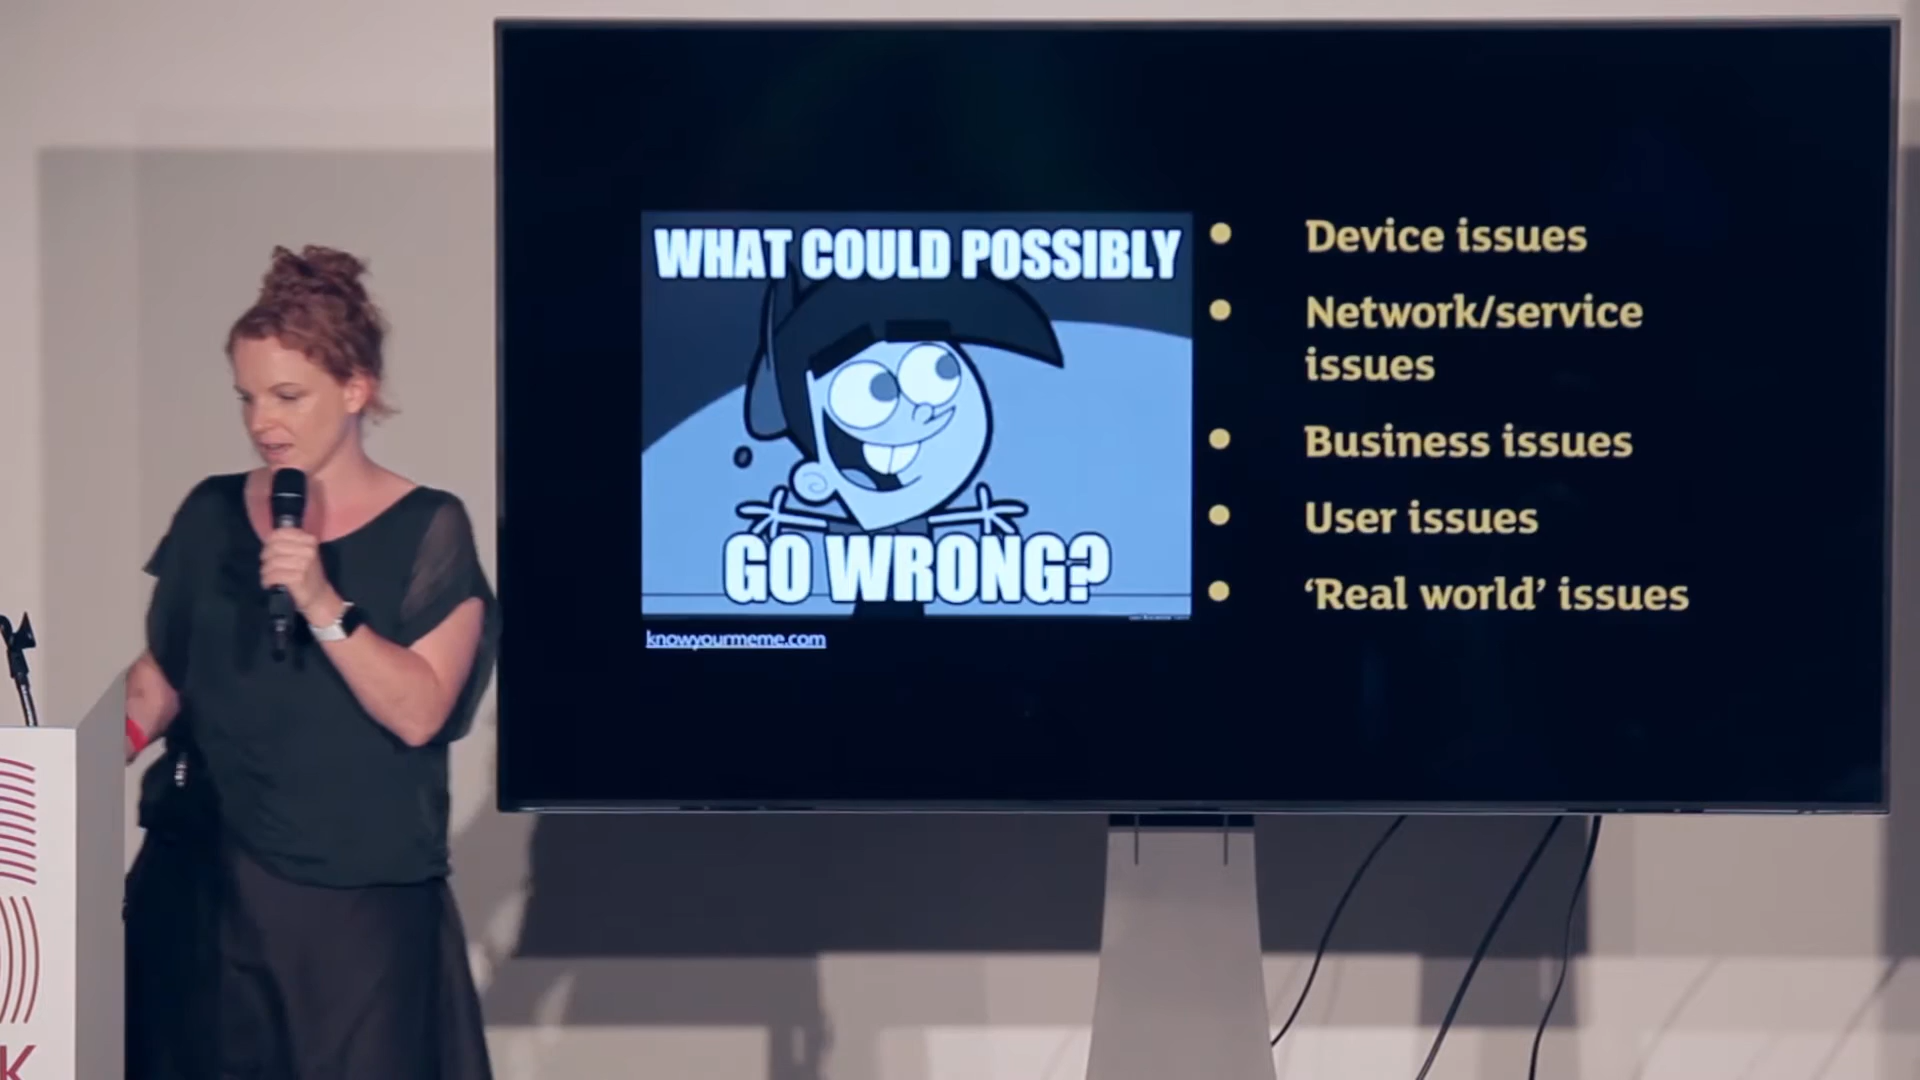 WHAT COULD POSSIBLY
GO WRONG?
knowyourmeme.com
Device issues
Network/service
issues
Business issues
User issues
‘Real world’ issues
K